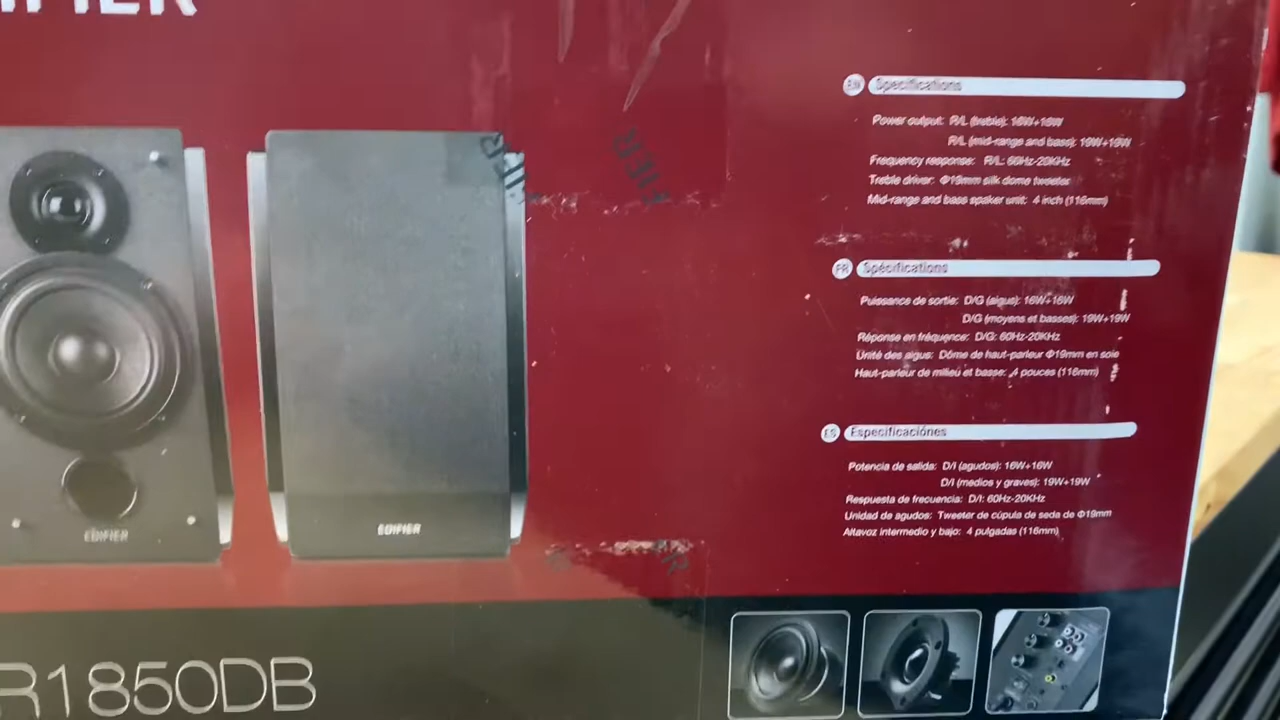 EDIFIER
EN Specifications
Power output: R/L (treble): 16W+16W
R/L (mid-range and bass): 19W+19W
Frequency response: R/L: 60Hz-20KHz
Treble driver: Φ19mm silk dome tweeter
Mid-range and bass spaker unit: 4 inch (116mm)
FR Spécifications
Puissance de sortie: D/G (aigus): 16W+16W
D/G (moyens et basses): 19W+19W
Réponse en fréquence: D/G: 60Hz-20KHz
Unité des aigus: Dôme de haut-parleur Φ19mm en soie
Haut-parleur de milieu et basse: 4 pouces (116mm)
ES Especificaciónes
Potencia de salida: D/I (agudos): 16W+16W
D/I (medios y graves): 19W+19W
Respuesta de frecuencia: D/I: 60Hz-20KHz
Unidad de agudos: Tweeter de cúpula de seda de Φ19mm
Altavoz intermedio y bajo: 4 pulgadas (116mm)
EDIFIER
EDIFIER
R1850DB